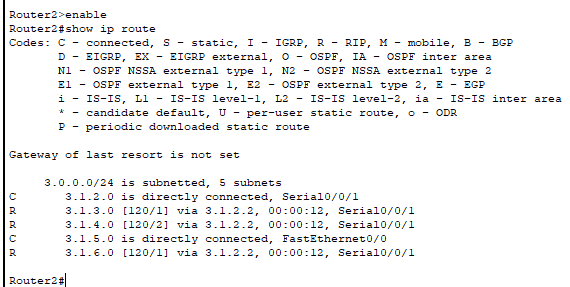 Router2>enable
Router2#show ip route
Codes: C - connected, S - static, I - IGRP, R - RIP, M - mobile, B - BGP
       D - EIGRP, EX - EIGRP external, O - OSPF, IA - OSPF inter area
       N1 - OSPF NSSA external type 1, N2 - OSPF NSSA external type 2
       E1 - OSPF external type 1, E2 - OSPF external type 2, E - EGP
       i - IS-IS, L1 - IS-IS level-1, L2 - IS-IS level-2, ia - IS-IS inter area
       * - candidate default, U - per-user static route, o - ODR
       P - periodic downloaded static route
Gateway of last resort is not set
     3.0.0.0/24 is subnetted, 5 subnets
C       3.1.2.0 is directly connected, Serial0/0/1
R       3.1.3.0 [120/1] via 3.1.2.2, 00:00:12, Serial0/0/1
R       3.1.4.0 [120/2] via 3.1.2.2, 00:00:12, Serial0/0/1
C       3.1.5.0 is directly connected, FastEthernet0/0
R       3.1.6.0 [120/1] via 3.1.2.2, 00:00:12, Serial0/0/1
Router2#